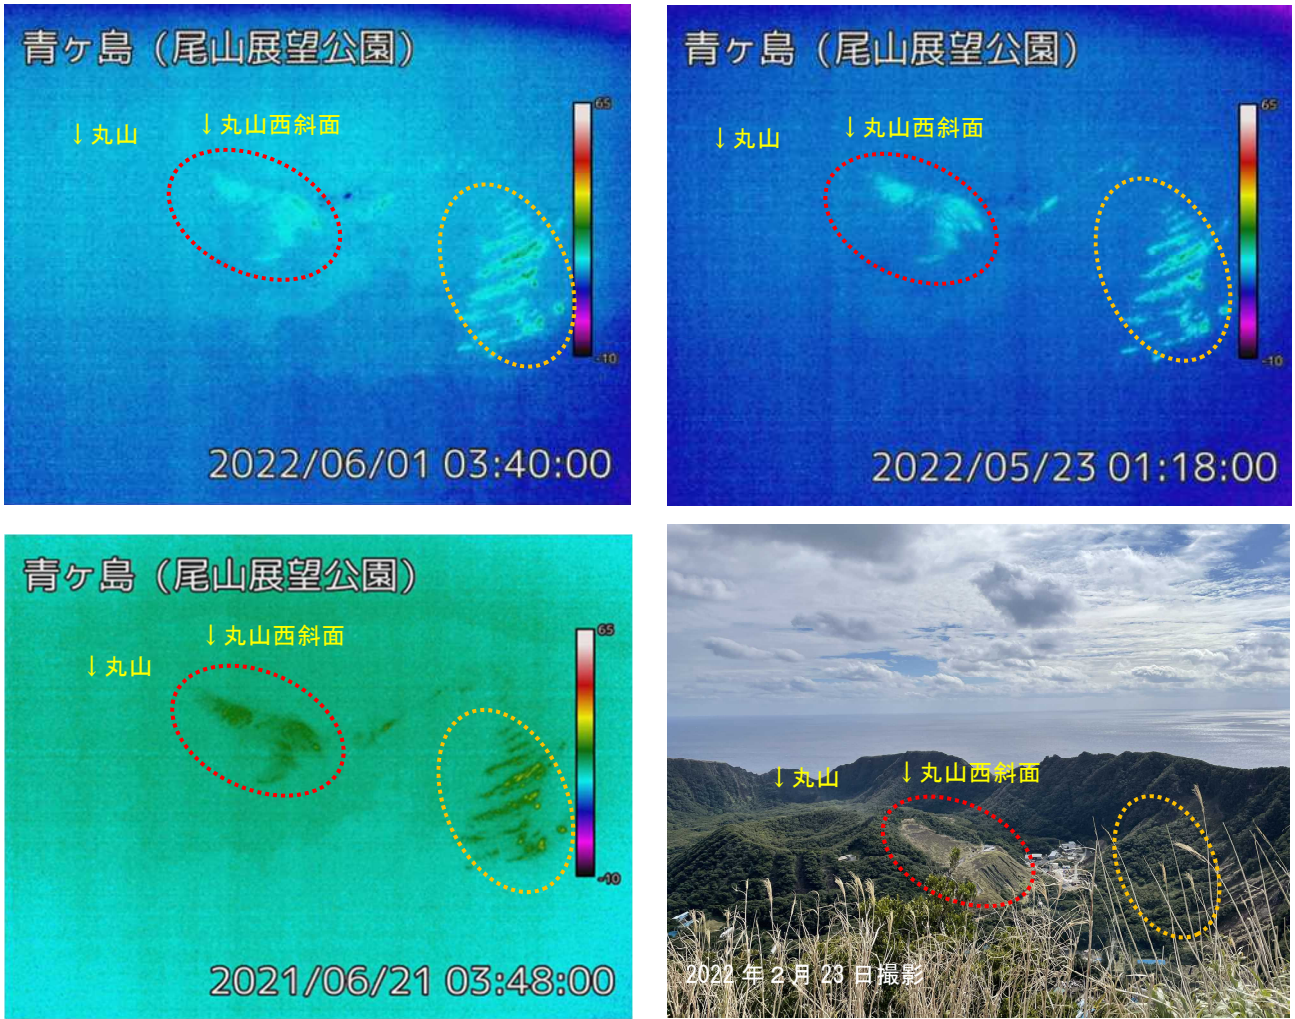 青ヶ島（尾山展望公園）
65
↓丸山西斜面
↓丸山
-10
2022/06/01 03:40:00
青ヶ島（尾山展望公園）
65
↓丸山西斜面
↓丸山
-10
2022/05/23 01:18:00
青ヶ島（尾山展望公園）
65
↓丸山西斜面
↓丸山
-10
2021/06/21 03:48:00
↓丸山西斜面
↓丸山
2022年２月23日撮影